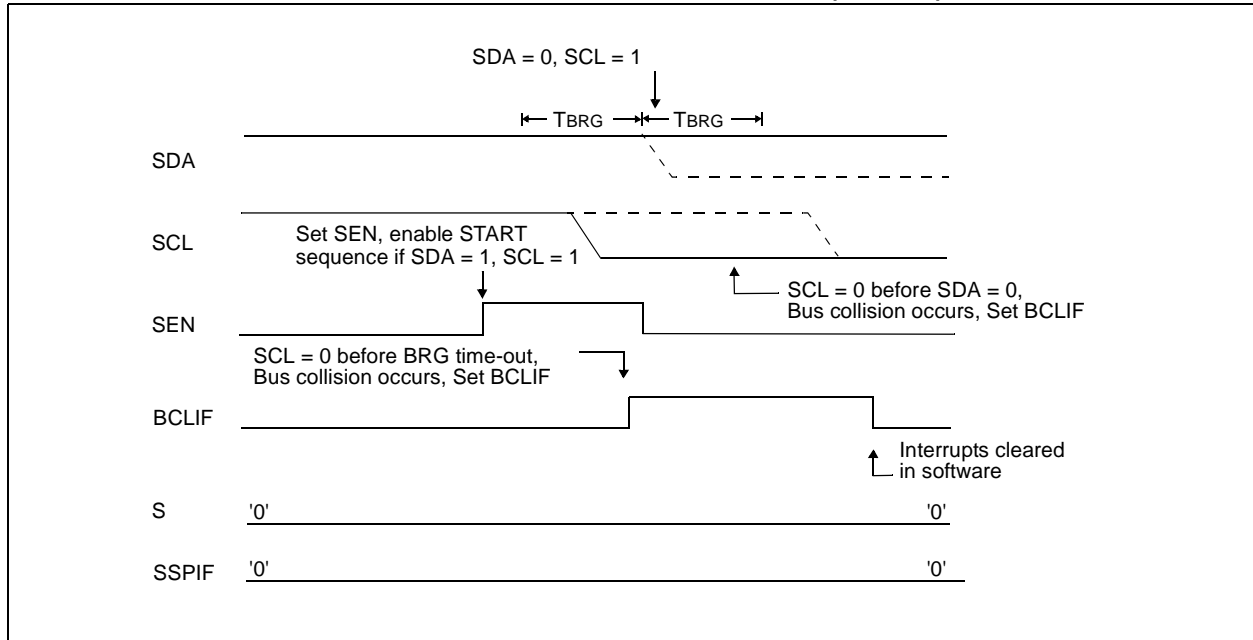 SDA = 0, SCL = 1
TBRG TBRG
SDA
SCL
Set SEN, enable START
sequence if SDA = 1, SCL = 1
SCL = 0 before SDA = 0,
Bus collision occurs, Set BCLIF
SEN
SCL = 0 before BRG time-out,
Bus collision occurs, Set BCLIF
BCLIF
Interrupts cleared
in software
S '0' '0'
SSPIF '0' '0'